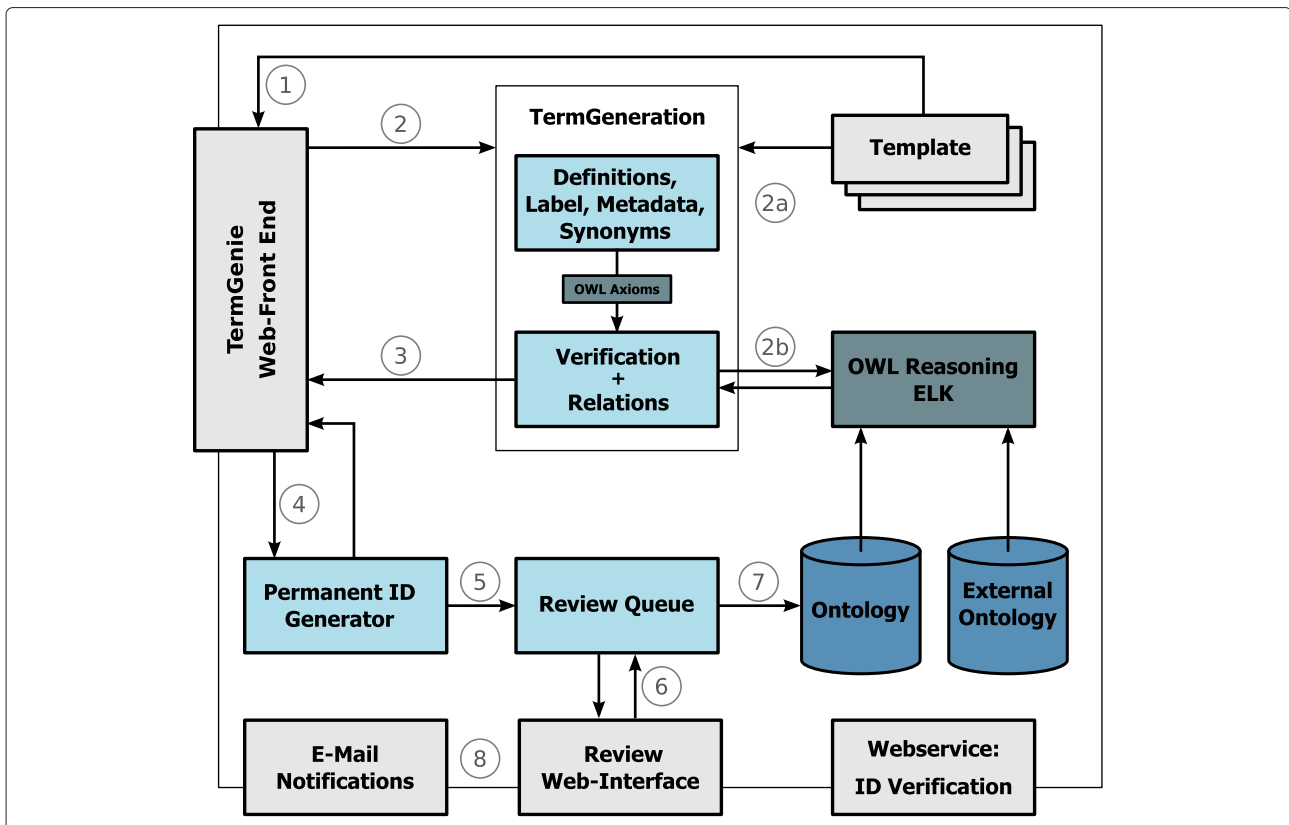 1
2
TermGeneration
Template
Definitions,
Label, Metadata,
Synonyms
2a
OWL Axioms
TermGenie
Web-Front End
3
Verification
+
Relations
2b
OWL Reasoning
ELK
4
Permanent ID
Generator
5
Review Queue
7
Ontology
External
Ontology
6
E-Mail
Notifications
8
Review
Web-Interface
Webservice:
ID Verification